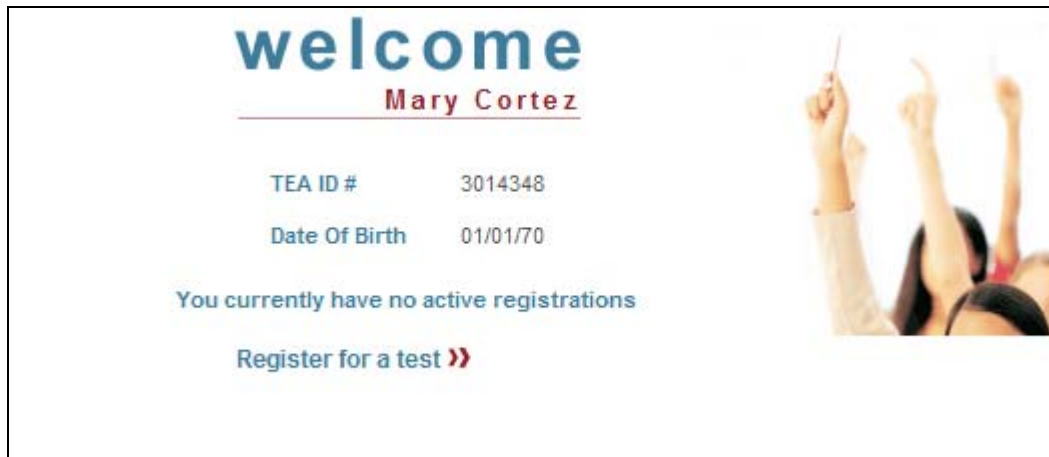 welcome
Mary Cortez
TEA ID # 3014348
Date Of Birth 01/01/70
You currently have no active registrations
Register for a test »